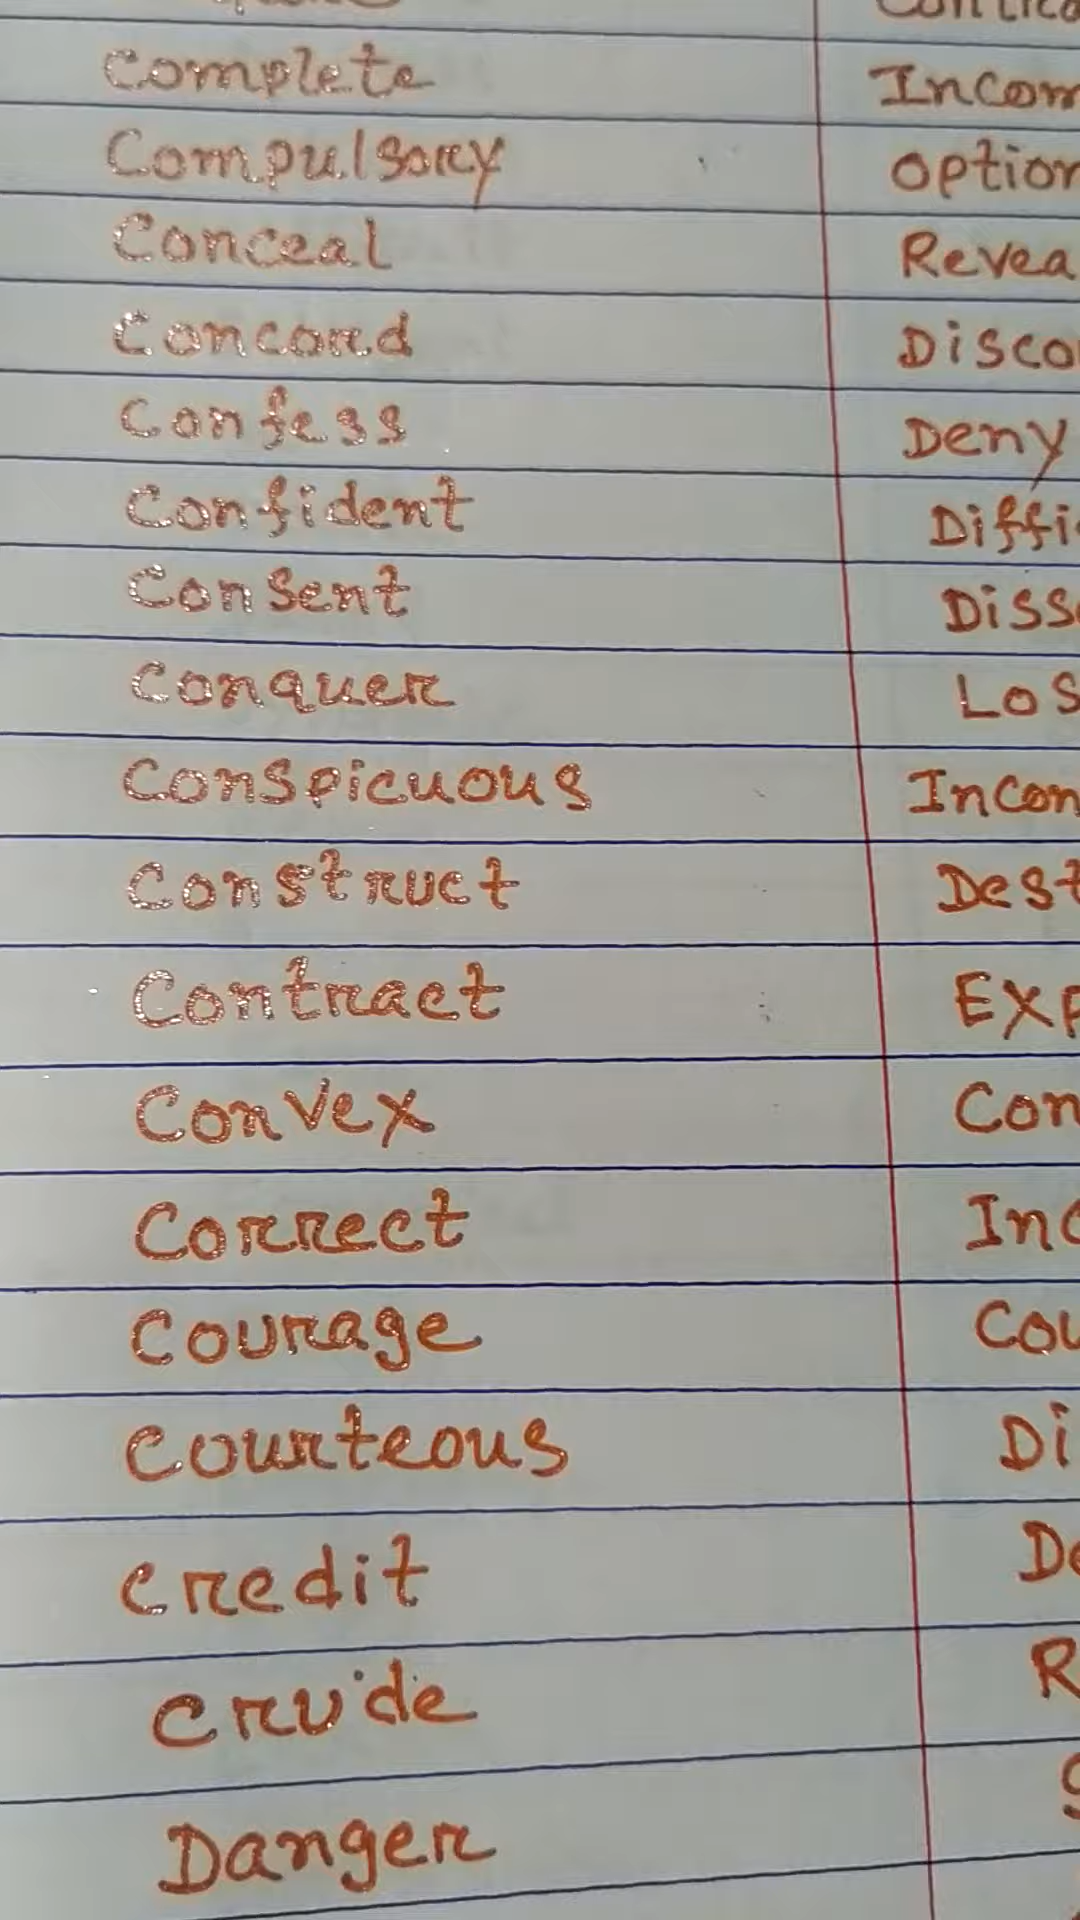 Complete Incom
Compulsory option
Conceal Revea
Concord Disco
Confess Deny
Confident Diffi
Consent Diss
Conquer Los
Conspicuous Incon
Construct Dest
Contract Exp
Convex Con
Correct Inc
Courage Cou
Courteous Di
Credit De
Crude R
Danger S